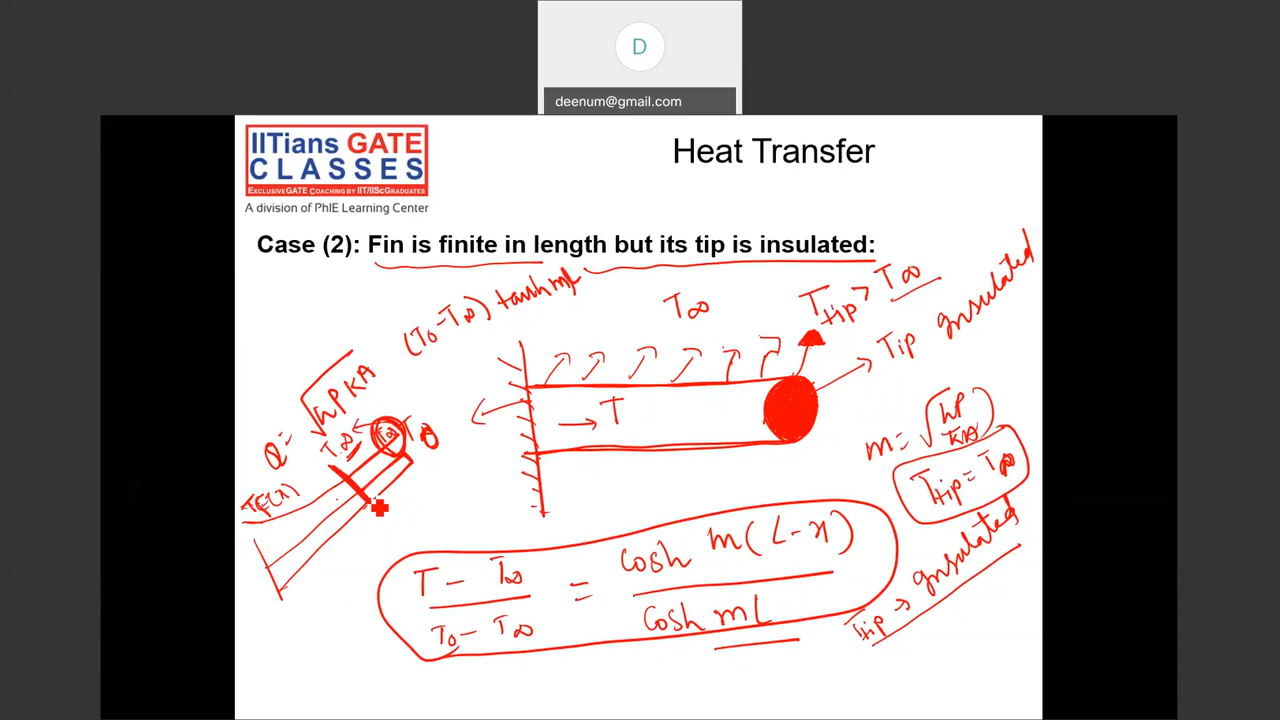 D
deenum@gmail.com
IITians GATE
CLASSES
EXCLUSIVE GATE COACHING BY IIT/IISc GRADUATES
A division of PhIE Learning Center
Heat Transfer
Case (2): Fin is finite in length but its tip is insulated:
Q = √hPKA (T₀-T∞) tanh mL
T∞
T tip > T∞
Tip insulated
→ T
m = √hP/KA
T tip = T∞
T tip → insulated
T∞
T∞
T - T∞ / T₀ - T∞ = cosh m(L-x) / cosh mL